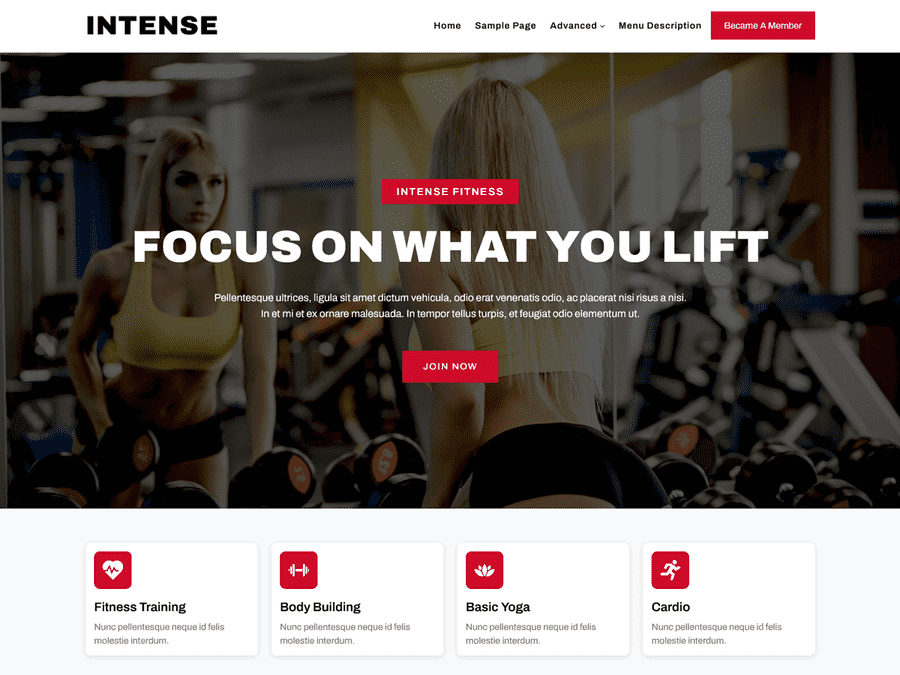 INTENSE
Home Sample Page Advanced Menu Description Became A Member
INTENSE FITNESS
FOCUS ON WHAT YOU LIFT
Pellentesque ultrices, ligula sit amet dictum vehicula, odio erat venenatis odio, ac placerat nisi risus a nisi.
In et mi et ex ornare malesuada. In tempor tellus turpis, et feugiat odio elementum ut.
JOIN NOW
Fitness Training
Nunc pellentesque neque id felis
molestie interdum.
Body Building
Nunc pellentesque neque id felis
molestie interdum.
Basic Yoga
Nunc pellentesque neque id felis
molestie interdum.
Cardio
Nunc pellentesque neque id felis
molestie interdum.